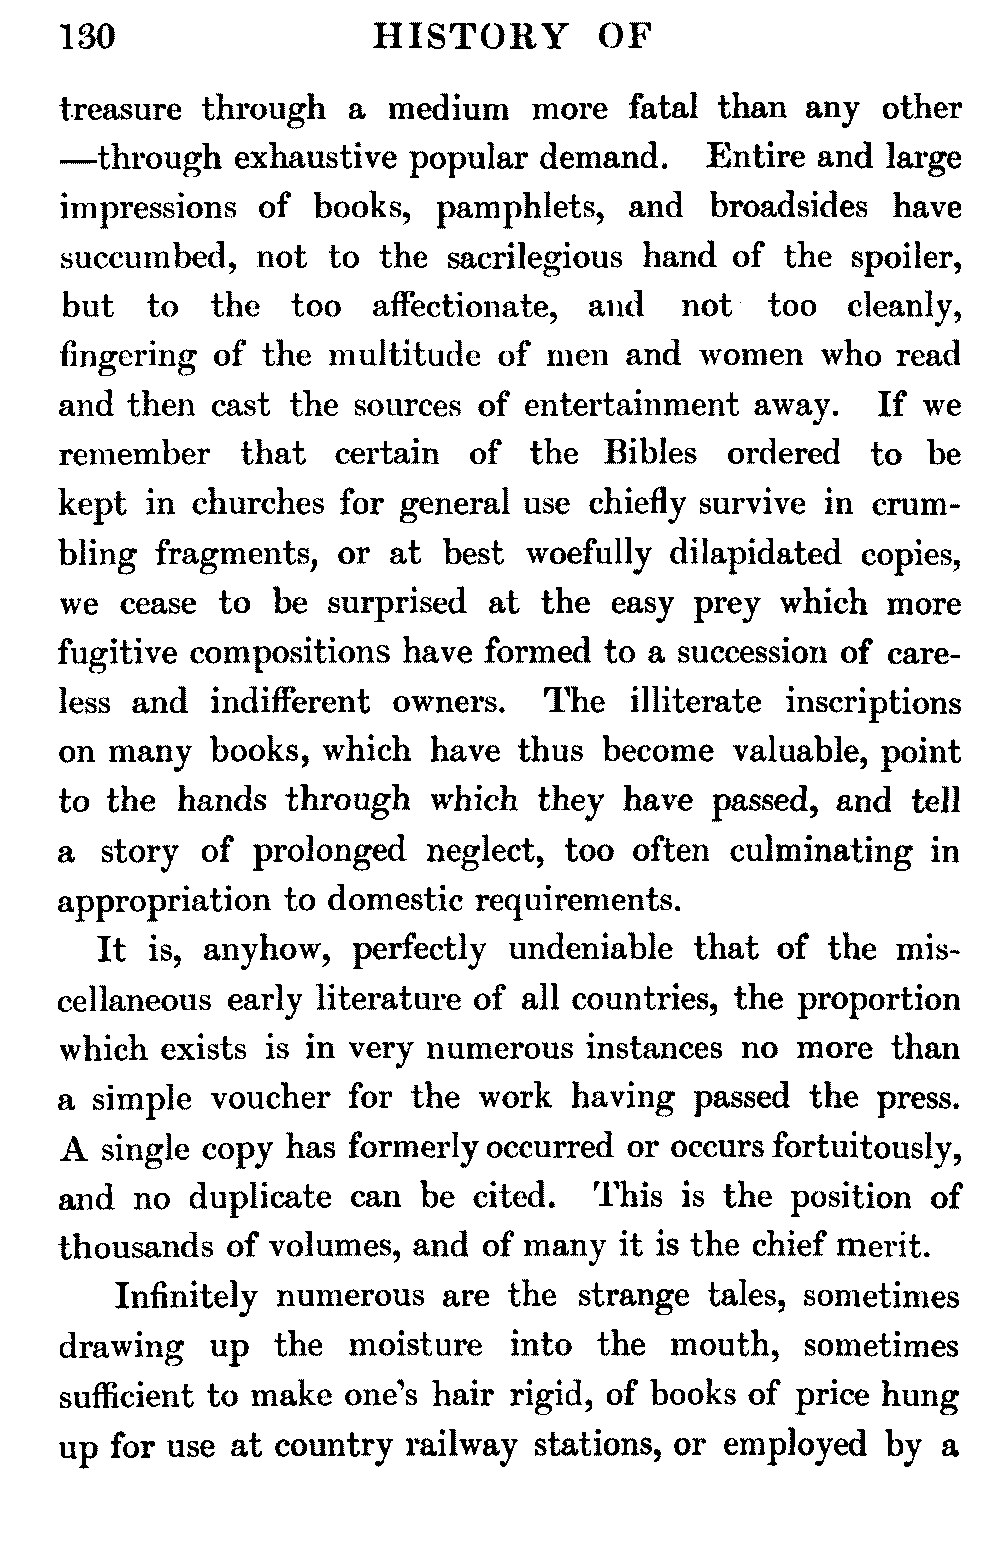 130 HISTORY OF
treasure through a medium more fatal than any other
—through exhaustive popular demand. Entire and large
impressions of books, pamphlets, and broadsides have
succumbed, not to the sacrilegious hand of the spoiler,
but to the too affectionate, and not too cleanly,
fingering of the multitude of men and women who read
and then cast the sources of entertainment away. If we
remember that certain of the Bibles ordered to be
kept in churches for general use chiefly survive in crum-
bling fragments, or at best woefully dilapidated copies,
we cease to be surprised at the easy prey which more
fugitive compositions have formed to a succession of care-
less and indifferent owners. The illiterate inscriptions
on many books, which have thus become valuable, point
to the hands through which they have passed, and tell
a story of prolonged neglect, too often culminating in
appropriation to domestic requirements.
It is, anyhow, perfectly undeniable that of the mis-
cellaneous early literature of all countries, the proportion
which exists is in very numerous instances no more than
a simple voucher for the work having passed the press.
A single copy has formerly occurred or occurs fortuitously,
and no duplicate can be cited. This is the position of
thousands of volumes, and of many it is the chief merit.
Infinitely numerous are the strange tales, sometimes
drawing up the moisture into the mouth, sometimes
sufficient to make one's hair rigid, of books of price hung
up for use at country railway stations, or employed by a